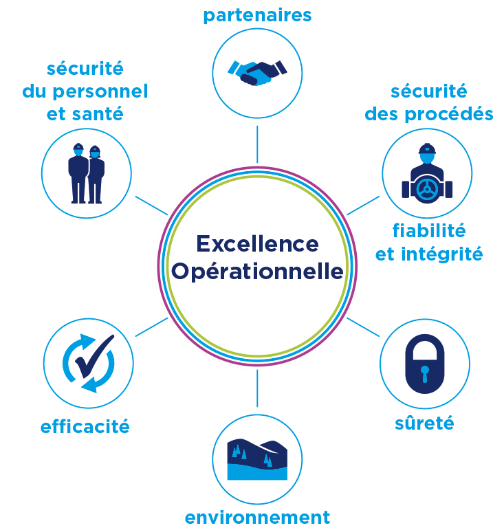 partenaires
sécurité
du personnel
et santé
sécurité
des procédés
fiabilité
et intégrité
Excellence
Opérationnelle
efficacité
sûreté
environnement